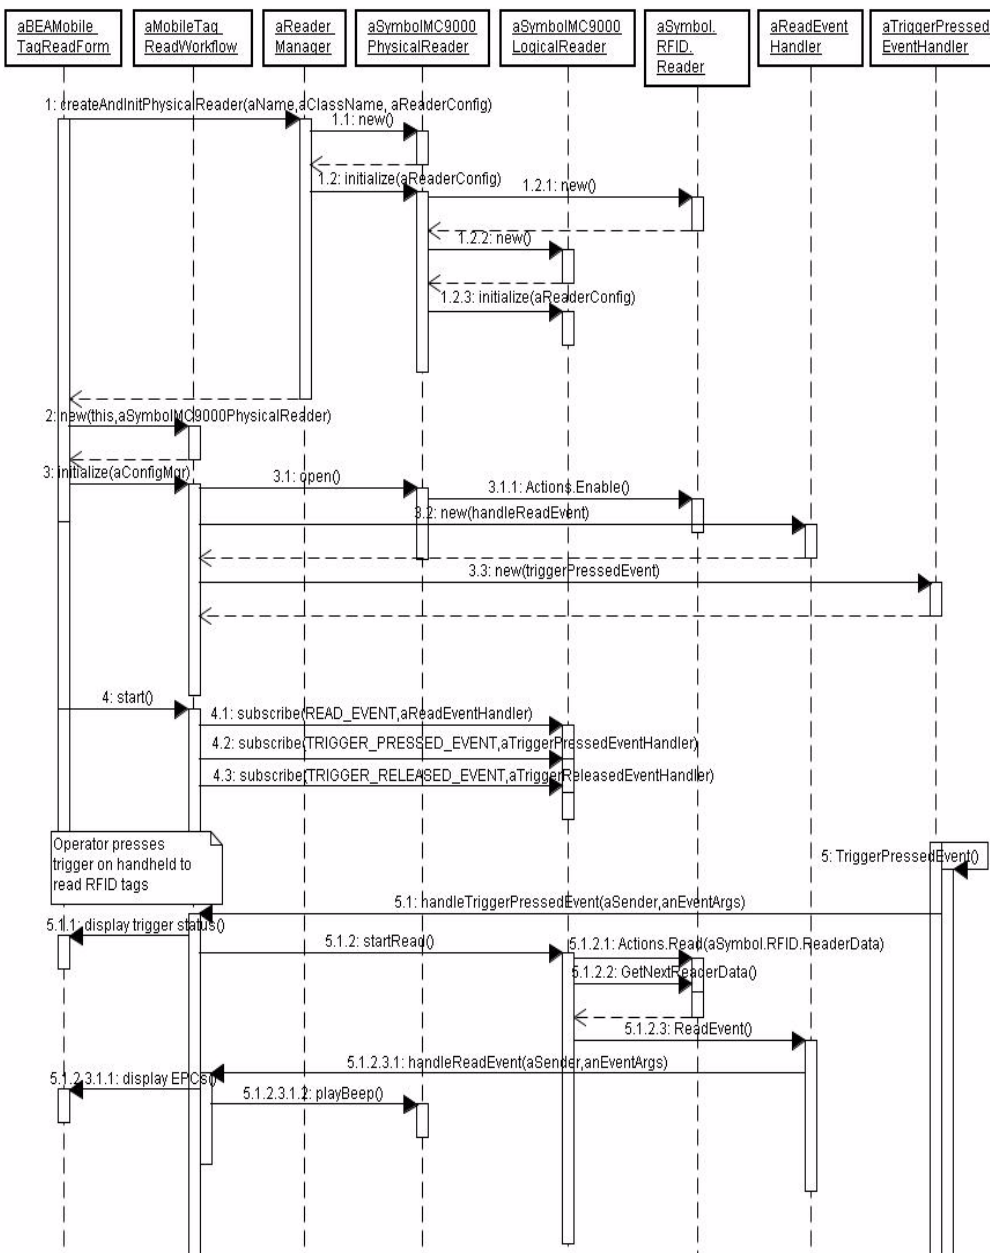 aBEAMobile
TagReadForm
aMobileTag
ReadWorkflow
aReader
Manager
aSymbolMC9000
PhysicalReader
aSymbolMC9000
LogicalReader
aSymbol.
RFID.
Reader
aReadEvent
Handler
aTriggerPressed
EventHandler
1: createAndInitPhysicalReader(aName,aClassName, aReaderConfig)
1.1: new()
1.2: initialize(aReaderConfig)
1.2.1: new()
1.2.2: new()
1.2.3: initialize(aReaderConfig)
2: new(this,aSymbolMC9000PhysicalReader)
3: initialize(aConfigMgr)
3.1: open()
3.1.1: Actions.Enable()
3.2: new(handleReadEvent)
3.3: new(triggerPressedEvent)
4: start()
4.1: subscribe(READ_EVENT,aReadEventHandler)
4.2: subscribe(TRIGGER_PRESSED_EVENT,aTriggerPressedEventHandler)
4.3: subscribe(TRIGGER_RELEASED_EVENT,aTriggerReleasedEventHandler)
Operator presses
trigger on handheld to
read RFID tags
5: TriggerPressedEvent()
5.1: handleTriggerPressedEvent(aSender,anEventArgs)
5.1.1: display trigger status()
5.1.2: startRead()
5.1.2.1: Actions.Read(aSymbol.RFID.ReaderData)
5.1.2.2: GetNextReaderData()
5.1.2.3: ReadEvent()
5.1.2.3.1: handleReadEvent(aSender,anEventArgs)
5.1.2.3.1.1: display EPCs()
5.1.2.3.1.2: playBeep()